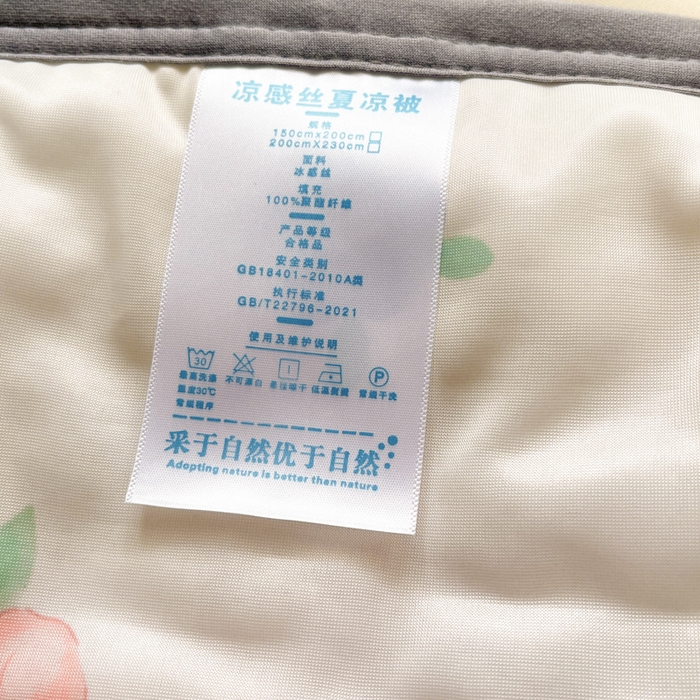 凉感丝夏凉被
规格
150cmx200cm
200cmX230cm
面料
冰感丝
填充
100%聚酯纤维
产品等级
合格品
安全类别
GB18401-2010A类
执行标准
GB/T22796-2021
使用及维护说明
30 P
最高洗涤 不可漂白 悬挂晾干 低温熨烫 常规干洗
温度30℃
常规程序
采于自然优于自然
Adopting nature is better than nature